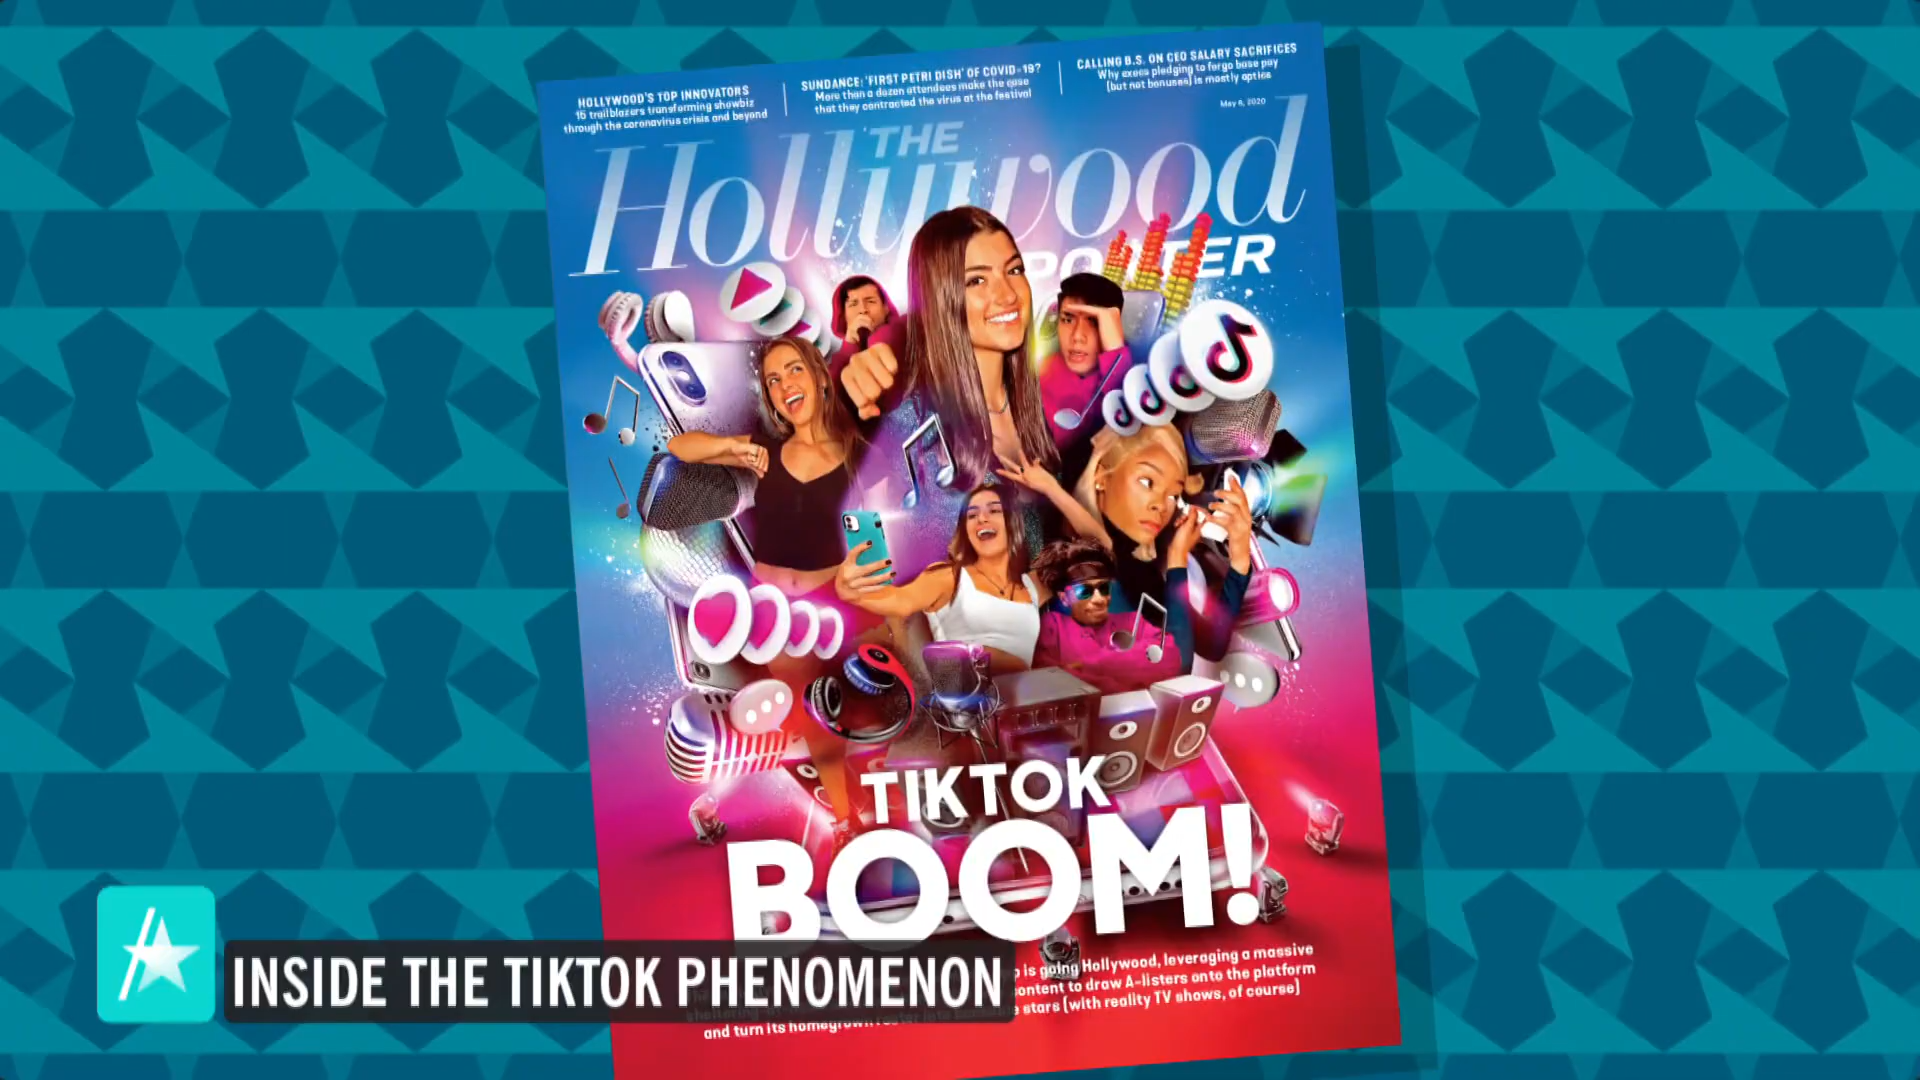 HOLLYWOOD'S TOP INNOVATORS
15 trailblazers transforming showbiz
through the coronavirus crisis and beyond
SUNDANCE: 'FIRST PETRI DISH' OF COVID-19?
More than a dozen attendees make the case
that they contracted the virus at the festival
CALLING B.S. ON CEO SALARY SACRIFICES
Why execs pledging to forgo base pay
(but not bonuses) is mostly optics
May 6, 2020
THE
Hollywood
TIKTOK
BOOM!
is going Hollywood, leveraging a massive
to draw A-listers onto the platform
stars (with reality TV shows, of course)
and turn its homegrown
INSIDE THE TIKTOK PHENOMENON